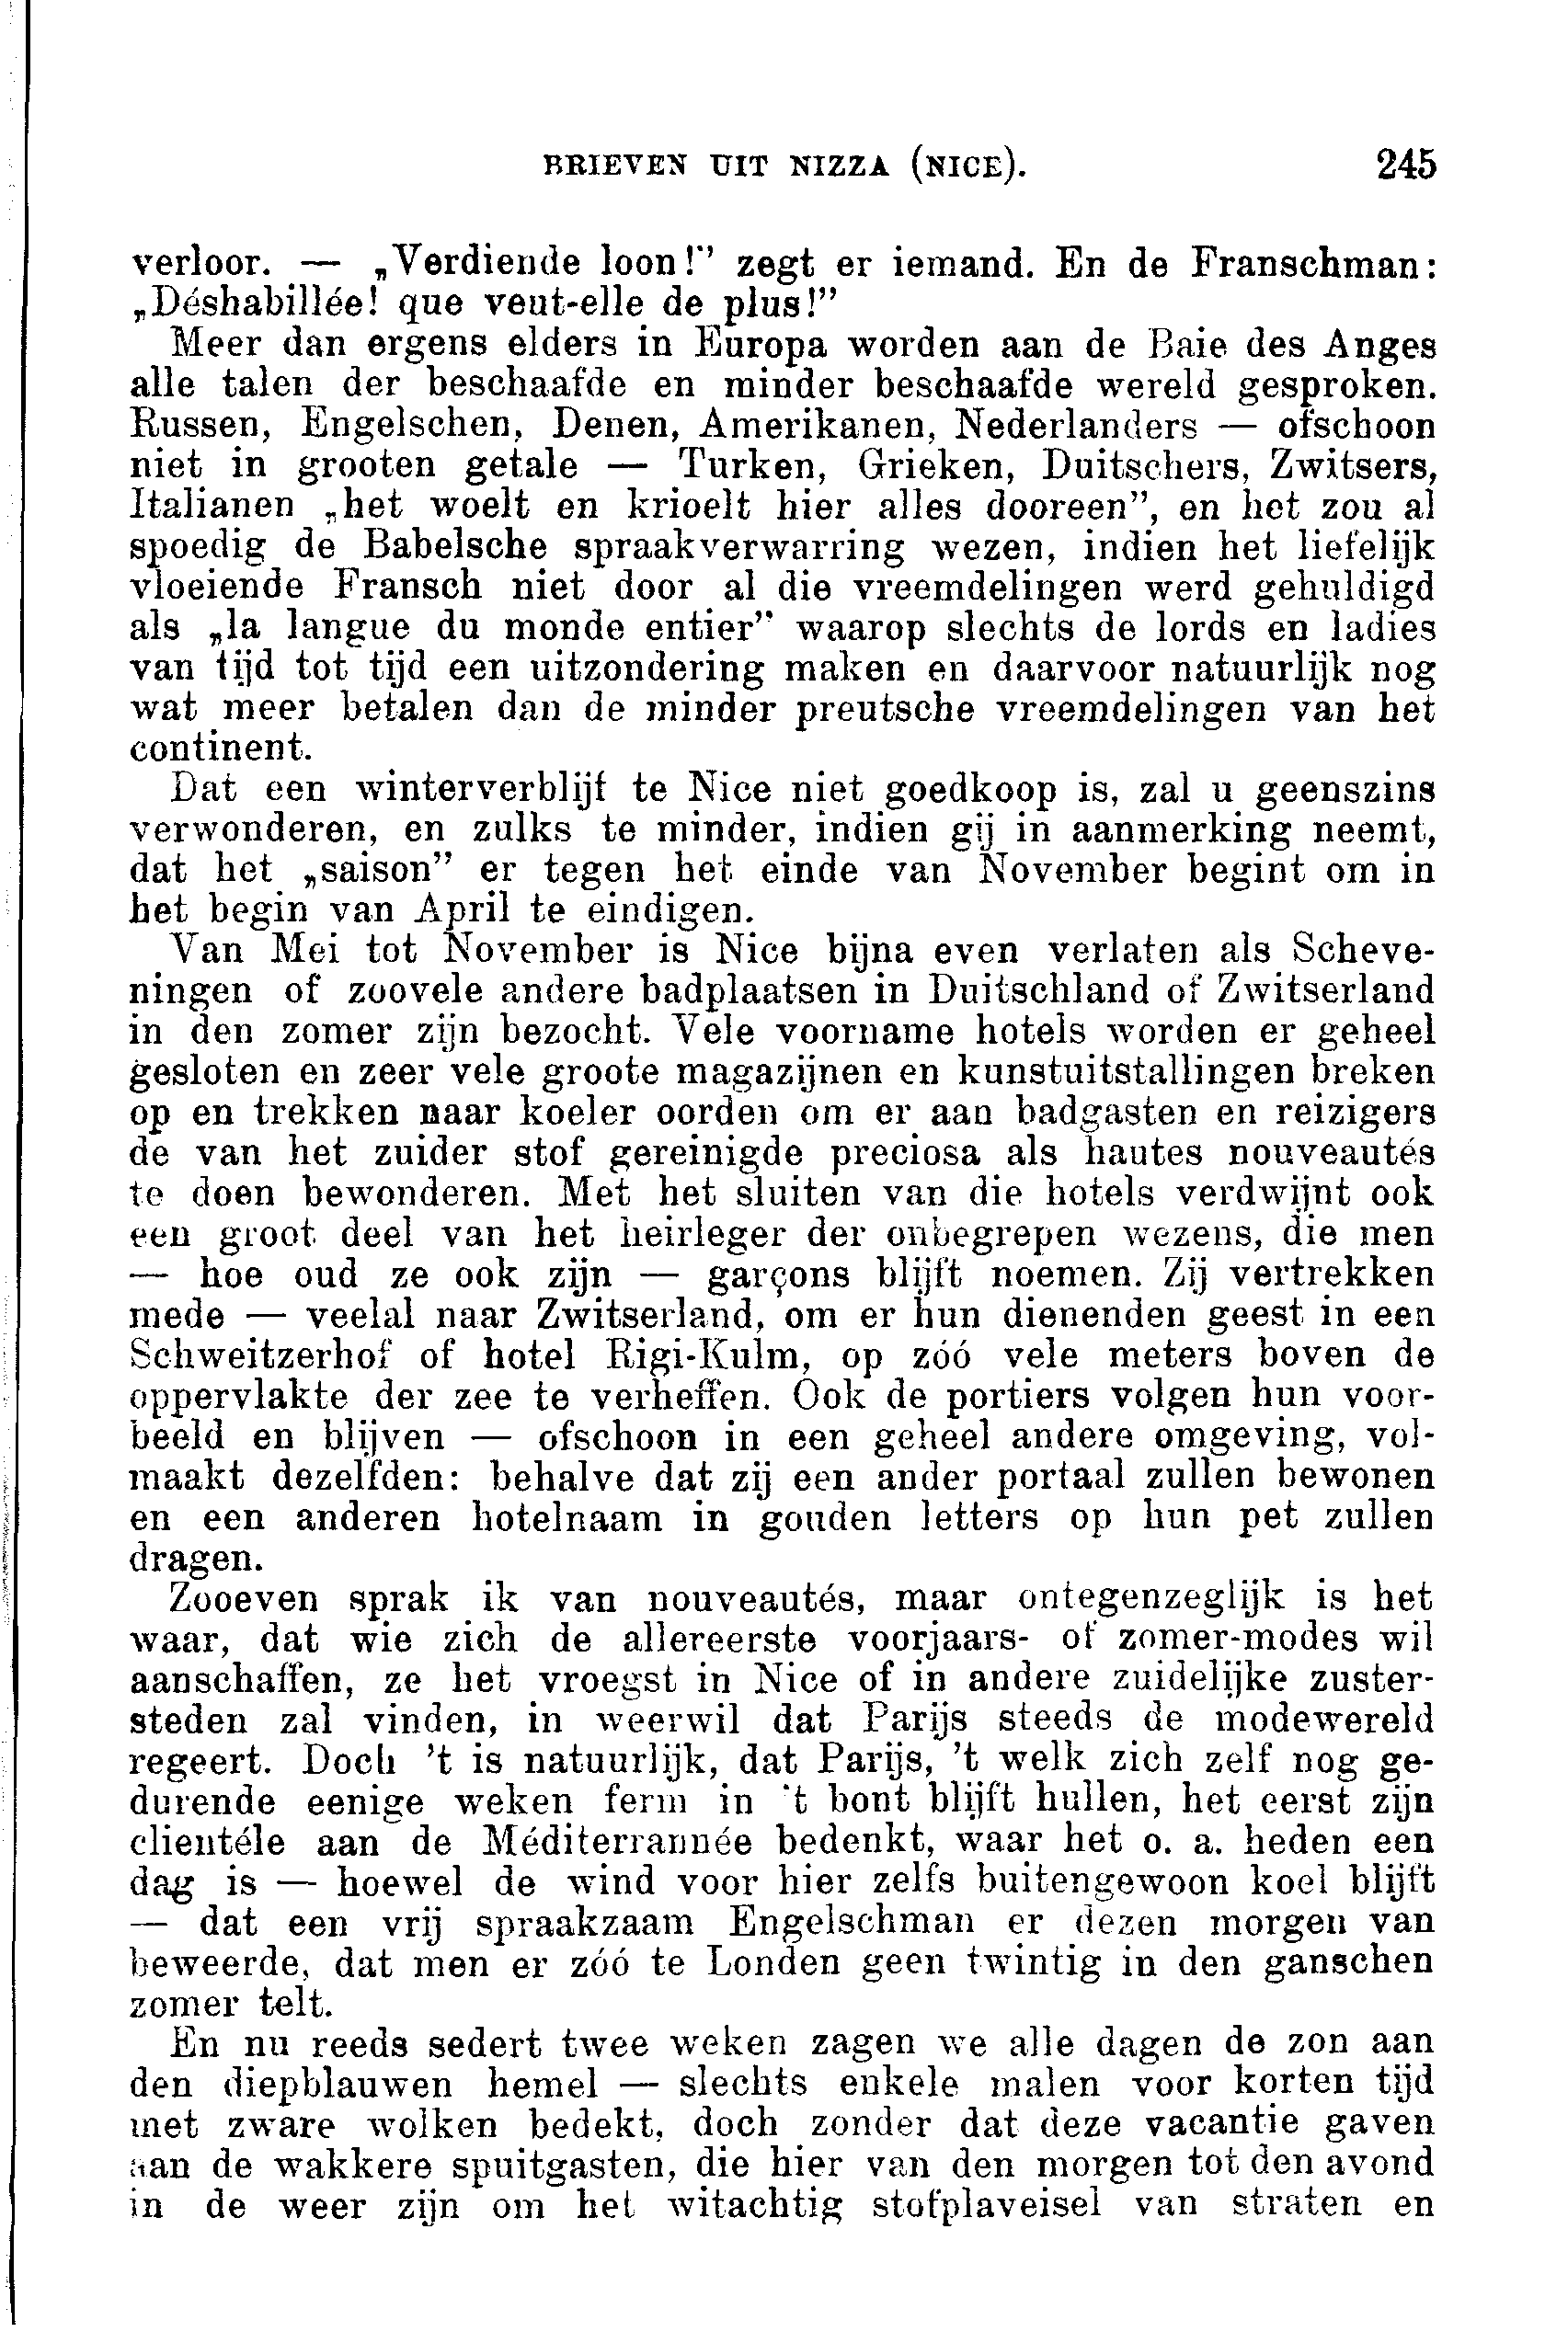 BRIEVEN UIT NIZZA (NICE). 245
verloor. — „Verdiende loon!” zegt er iemand. En de Franschman:
„Déshabillée! que veut-elle de plus!”
Meer dan ergens elders in Europa worden aan de Baie des Anges
alle talen der beschaafde en minder beschaafde wereld gesproken.
Russen, Engelschen, Denen, Amerikanen, Nederlanders — ofschoon
niet in grooten getale — Turken, Grieken, Duitschers, Zwitsers,
Italianen „het woelt en krioelt hier alles dooreen”, en het zou al
spoedig de Babelsche spraakverwarring wezen, indien het liefelijk
vloeiende Fransch niet door al die vreemdelingen werd gehuldigd
als „la langue du monde entier” waarop slechts de lords en ladies
van tijd tot tijd een uitzondering maken en daarvoor natuurlijk nog
wat meer betalen dan de minder preutsche vreemdelingen van het
continent.
Dat een winterverblijf te Nice niet goedkoop is, zal u geenszins
verwonderen, en zulks te minder, indien gij in aanmerking neemt,
dat het „saison” er tegen het einde van November begint om in
het begin van April te eindigen.
Van Mei tot November is Nice bijna even verlaten als Scheve-
ningen of zoovele andere badplaatsen in Duitschland of Zwitserland
in den zomer zijn bezocht. Vele voorname hotels worden er geheel
gesloten en zeer vele groote magazijnen en kunstuitstallingen breken
op en trekken naar koeler oorden om er aan badgasten en reizigers
de van het zuider stof gereinigde preciosa als hautes nouveautés
te doen bewonderen. Met het sluiten van die hotels verdwijnt ook
een groot deel van het heirleger der onbegrepen wezens, die men
— hoe oud ze ook zijn — garçons blijft noemen. Zij vertrekken
mede — veelal naar Zwitserland, om er hun dienenden geest in een
Schweitzerhof of hotel Rigi-Kulm, op zóó vele meters boven de
oppervlakte der zee te verheffen. Ook de portiers volgen hun voor-
beeld en blijven — ofschoon in een geheel andere omgeving, vol-
maakt dezelfden: behalve dat zij een ander portaal zullen bewonen
en een anderen hotelnaam in gouden letters op hun pet zullen
dragen.
Zooeven sprak ik van nouveautés, maar ontegenzeglijk is het
waar, dat wie zich de allereerste voorjaars- of zomer-modes wil
aanschaffen, ze het vroegst in Nice of in andere zuidelijke zuster-
steden zal vinden, in weerwil dat Parijs steeds de modewereld
regeert. Doch 't is natuurlijk, dat Parijs, 't welk zich zelf nog ge-
durende eenige weken ferm in 't bont blijft hullen, het eerst zijn
clientéle aan de Méditerrannée bedenkt, waar het o. a. heden een
dag is — hoewel de wind voor hier zelfs buitengewoon koel blijft
— dat een vrij spraakzaam Engelschman er dezen morgen van
beweerde, dat men er zóó te Londen geen twintig in den ganschen
zomer telt.
En nu reeds sedert twee weken zagen we alle dagen de zon aan
den diepblauwen hemel — slechts enkele malen voor korten tijd
met zware wolken bedekt, doch zonder dat deze vacantie gaven
aan de wakkere spuitgasten, die hier van den morgen tot den avond
in de weer zijn om het witachtig stofplaveisel van straten en